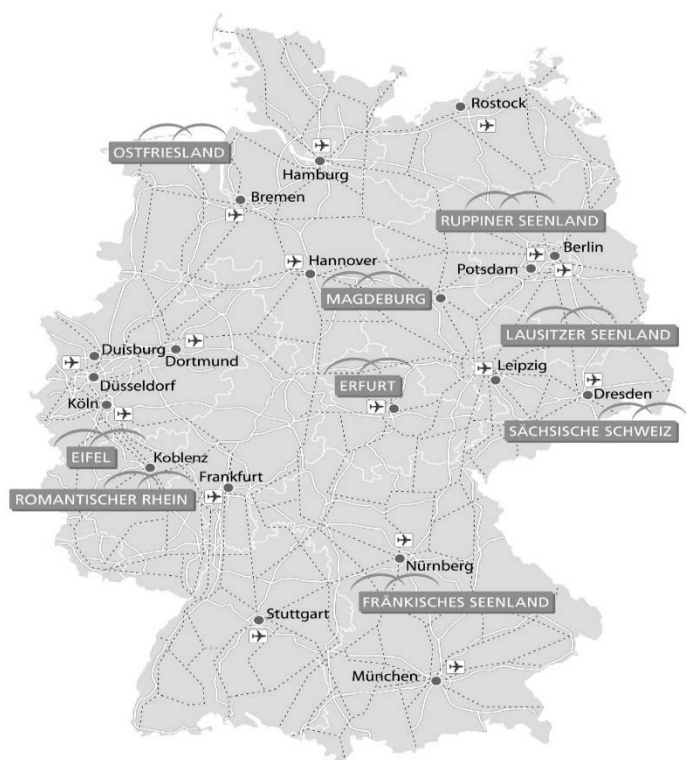 Rostock
OSTFRIESLAND
Hamburg
Bremen
RUPPINER SEENLAND
Berlin
Hannover
Potsdam
MAGDEBURG
LAUSITZER SEENLAND
Duisburg
Dortmund
Leipzig
Düsseldorf
ERFURT
Dresden
Köln
SÄCHSISCHE SCHWEIZ
EIFEL
Koblenz
Frankfurt
ROMANTISCHER RHEIN
Nürnberg
FRÄNKISCHES SEENLAND
Stuttgart
München